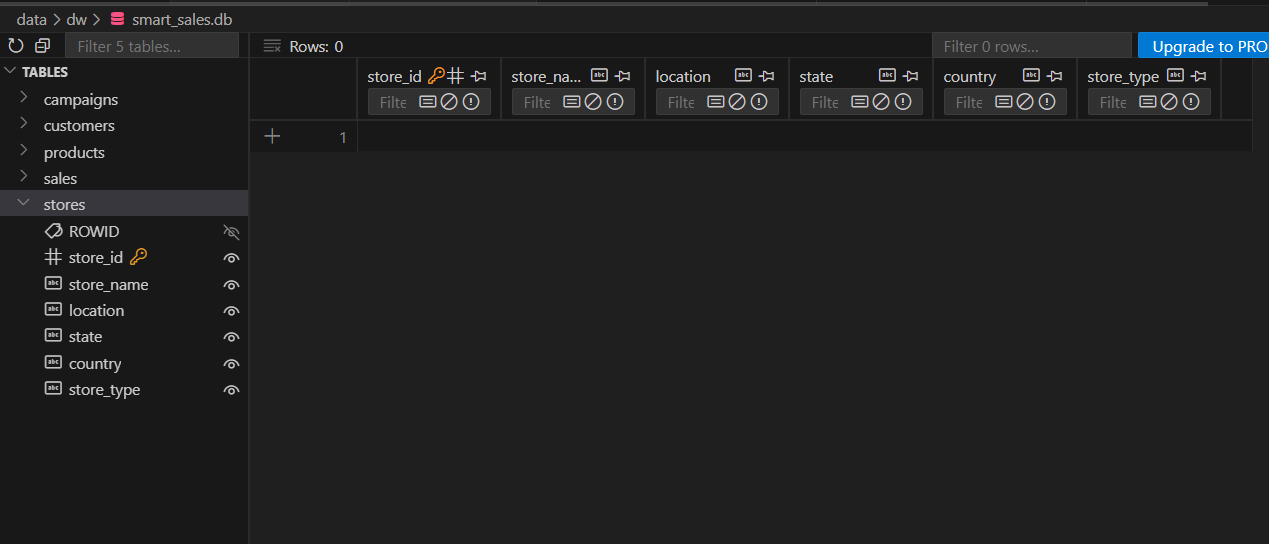 data > dw > smart_sales.db
Filter 5 tables...
Rows: 0
Filter 0 rows...
Upgrade to PRO
TABLES
campaigns
customers
products
sales
stores
ROWID
store_id
store_name
location
state
country
store_type
store_id
store_na...
location
state
country
store_type
Filte
Filte
Filte
Filte
Filte
Filte
1